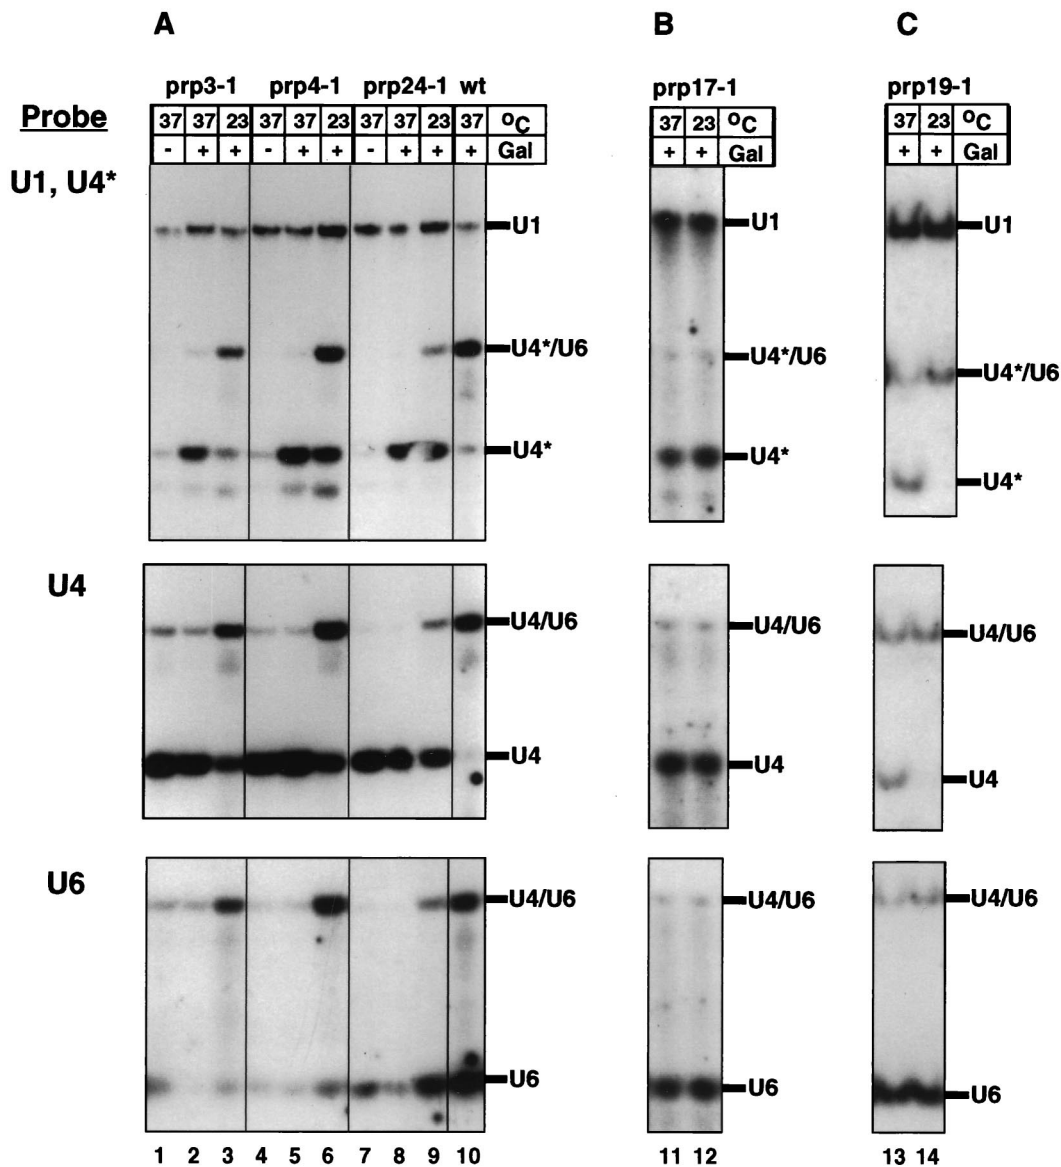 A B C
prp3-1 prp4-1 prp24-1 wt prp17-1 prp19-1
Probe 37 37 23 37 37 23 37 37 23 37 ºC 37 23 ºC 37 23 ºC
- + + - + + - + + + Gal + + Gal + + Gal
U1, U4*
U1 U1 U1
U4*/U6 U4*/U6 U4*/U6
U4* U4* U4*
U4
U4/U6 U4/U6 U4/U6
U4 U4 U4
U6
U4/U6 U4/U6 U4/U6
U6 U6 U6
1 2 3 4 5 6 7 8 9 10 11 12 13 14